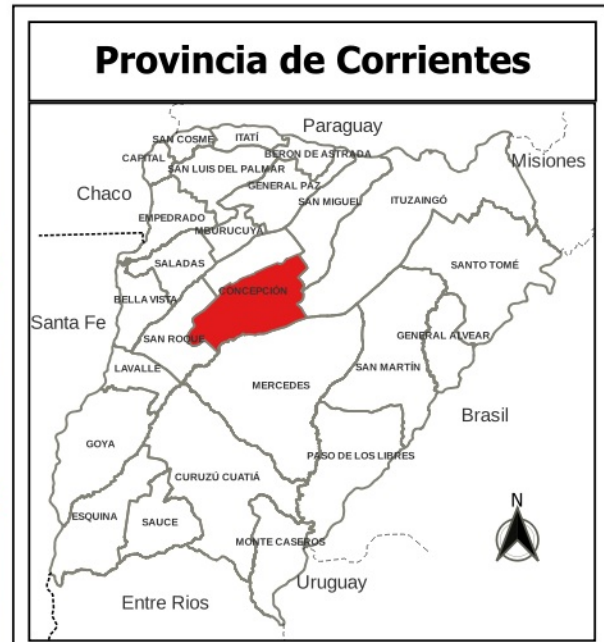 Provincia de Corrientes
Paraguay
SAN COSME
ITATÍ
CAPITAL
BERON DE ASTRADA
SAN LUIS DEL PALMAR
Misiones
GENERAL PAZ
Chaco
SAN MIGUEL
ITUZAINGÓ
EMPEDRADO
MBURUCUYA
SALADAS
SANTO TOMÉ
CONCEPCIÓN
BELLA VISTA
Santa Fe
SAN ROQUE
GENERAL ALVEAR
LAVALLE
SAN MARTÍN
MERCEDES
Brasil
GOYA
PASO DE LOS LIBRES
CURUZÚ CUATIÁ
N
ESQUINA
SAUCE
MONTE CASEROS
Uruguay
Entre Rios